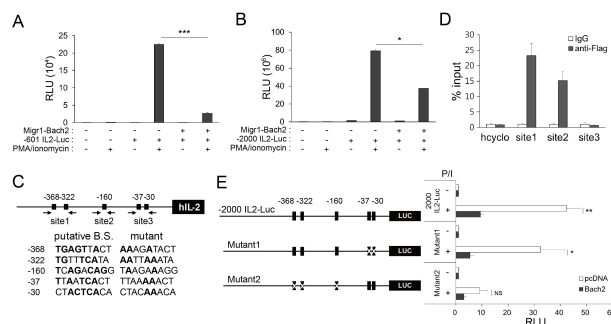 A
***
RLU (10⁴)
25
20
15
10
5
0
Migr1-Bach2 : - - - - + +
-601 IL2-Luc : - - + + + +
PMA/ionomycin : - + - + - +
B
*
RLU (10⁴)
100
80
60
40
20
0
Migr1-Bach2 : - - - - + +
-2000 IL2-Luc : - - + + + +
PMA/ionomycin : - + - + - +
D
IgG
anti-Flag
% input
30
25
20
15
10
5
0
hcyclo site1 site2 site3
C
-368 -322 -160 -37 -30
hIL-2
site1 site2 site3
putative B.S. mutant
-368 TGAGTTACT AAAGATACT
-322 TGTTTCATA AATTAAATA
-160 TCAGACAGG TAAGAAAGG
-37 TTAATCACT TTAAAACACT
-30 CTACTCACA CTACAAACA
E
-368 -322 -160 -37 -30
-2000 IL2-Luc
LUC
Mutant1
LUC
Mutant2
LUC
P/I
2000 IL2-Luc
-
+
**
Mutant1
-
+
*
Mutant2
-
+
NS
pcDNA
Bach2
0 10 20 30 40 50 60
RLU